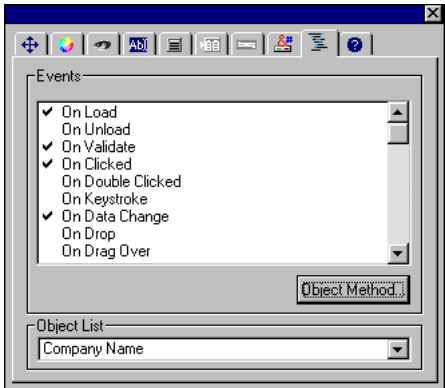 Ab
Events
On Load
On Unload
On Validate
On Clicked
On Double Clicked
On Keystroke
On Data Change
On Drop
On Drag Over
Object Method...
Object List
Company Name